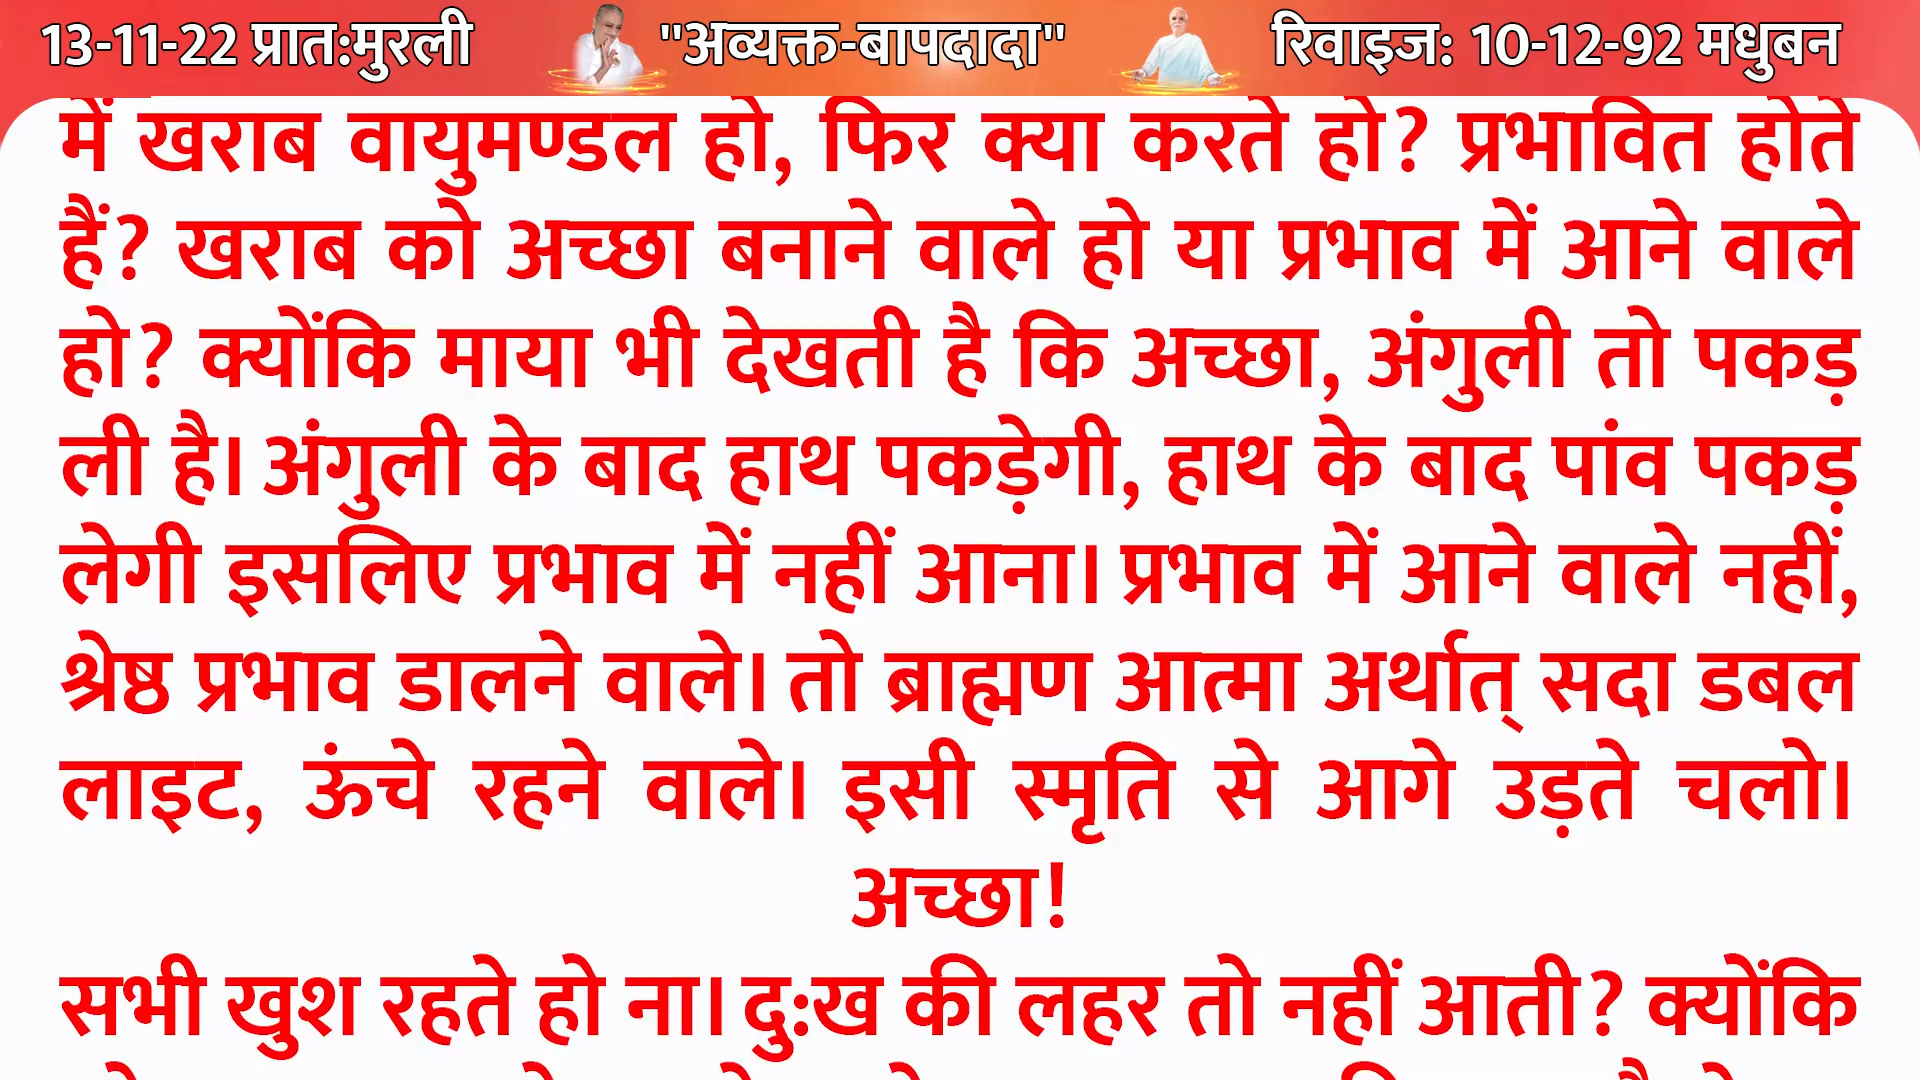 13-11-22 प्रात:मुरली "अव्यक्त-बापदादा" रिवाइज: 10-12-92 मधुबन
में खराब वायुमण्डल हो, फिर क्या करते हो? प्रभावित होते
हैं? खराब को अच्छा बनाने वाले हो या प्रभाव में आने वाले
हो? क्योंकि माया भी देखती है कि अच्छा, अंगुली तो पकड़
ली है। अंगुली के बाद हाथ पकड़ेगी, हाथ के बाद पांव पकड़
लेगी इसलिए प्रभाव में नहीं आना। प्रभाव में आने वाले नहीं,
श्रेष्ठ प्रभाव डालने वाले। तो ब्राह्मण आत्मा अर्थात् सदा डबल
लाइट, ऊंचे रहने वाले। इसी स्मृति से आगे उड़ते चलो।
अच्छा!
सभी खुश रहते हो ना। दु:ख की लहर तो नहीं आती? क्योंकि